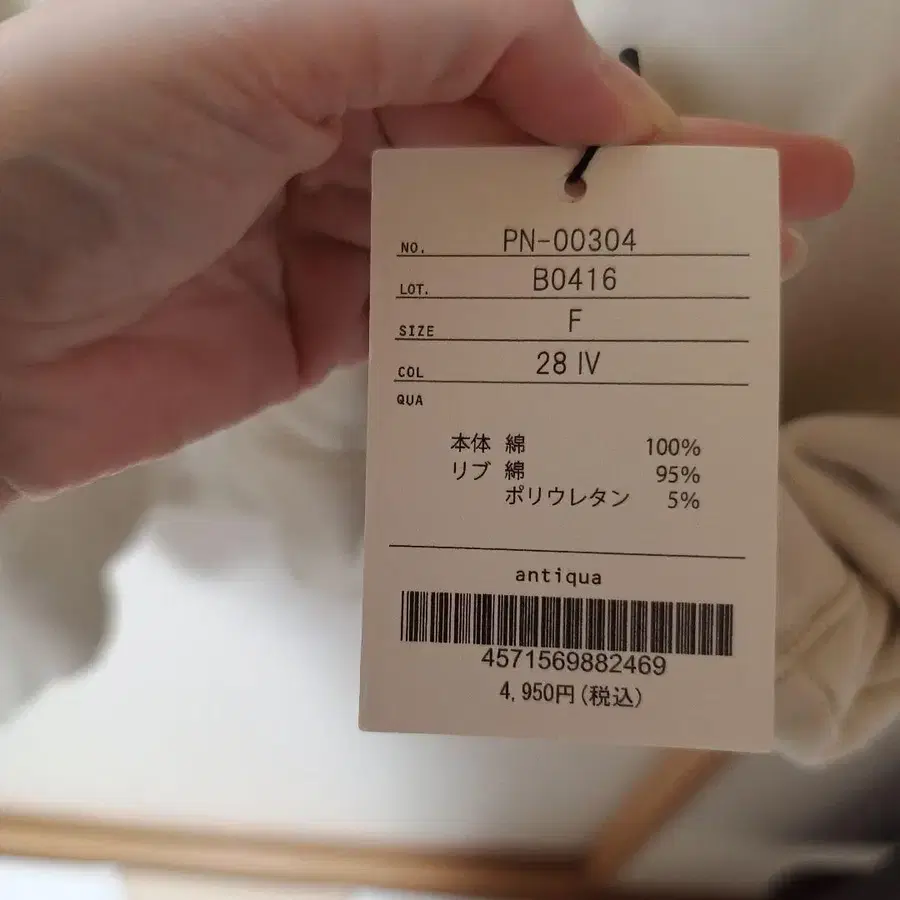 NO. PN-00304
LOT. B0416
SIZE F
COL 28 IV
QUA
本体 綿 100%
リブ 綿 95%
ポリウレタン 5%
antiqua
4571569882469
4,950円(税込)